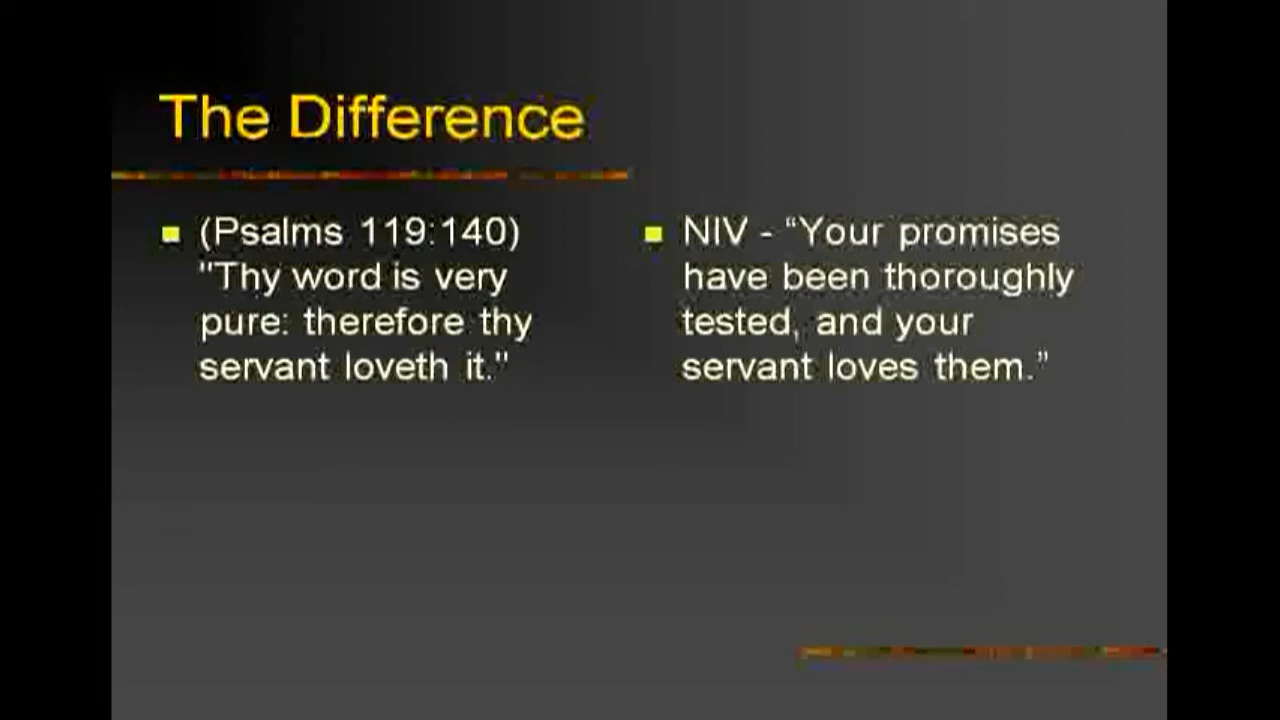 The Difference
(Psalms 119:140)
"Thy word is very
pure: therefore thy
servant loveth it."
NIV - “Your promises
have been thoroughly
tested, and your
servant loves them.”